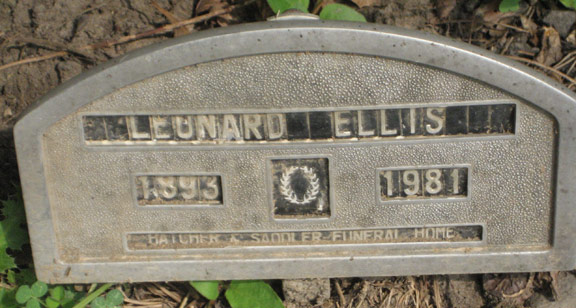 LEONARD ELLIS
1893 1981
HATCHER & SADDLER FUNERAL HOME